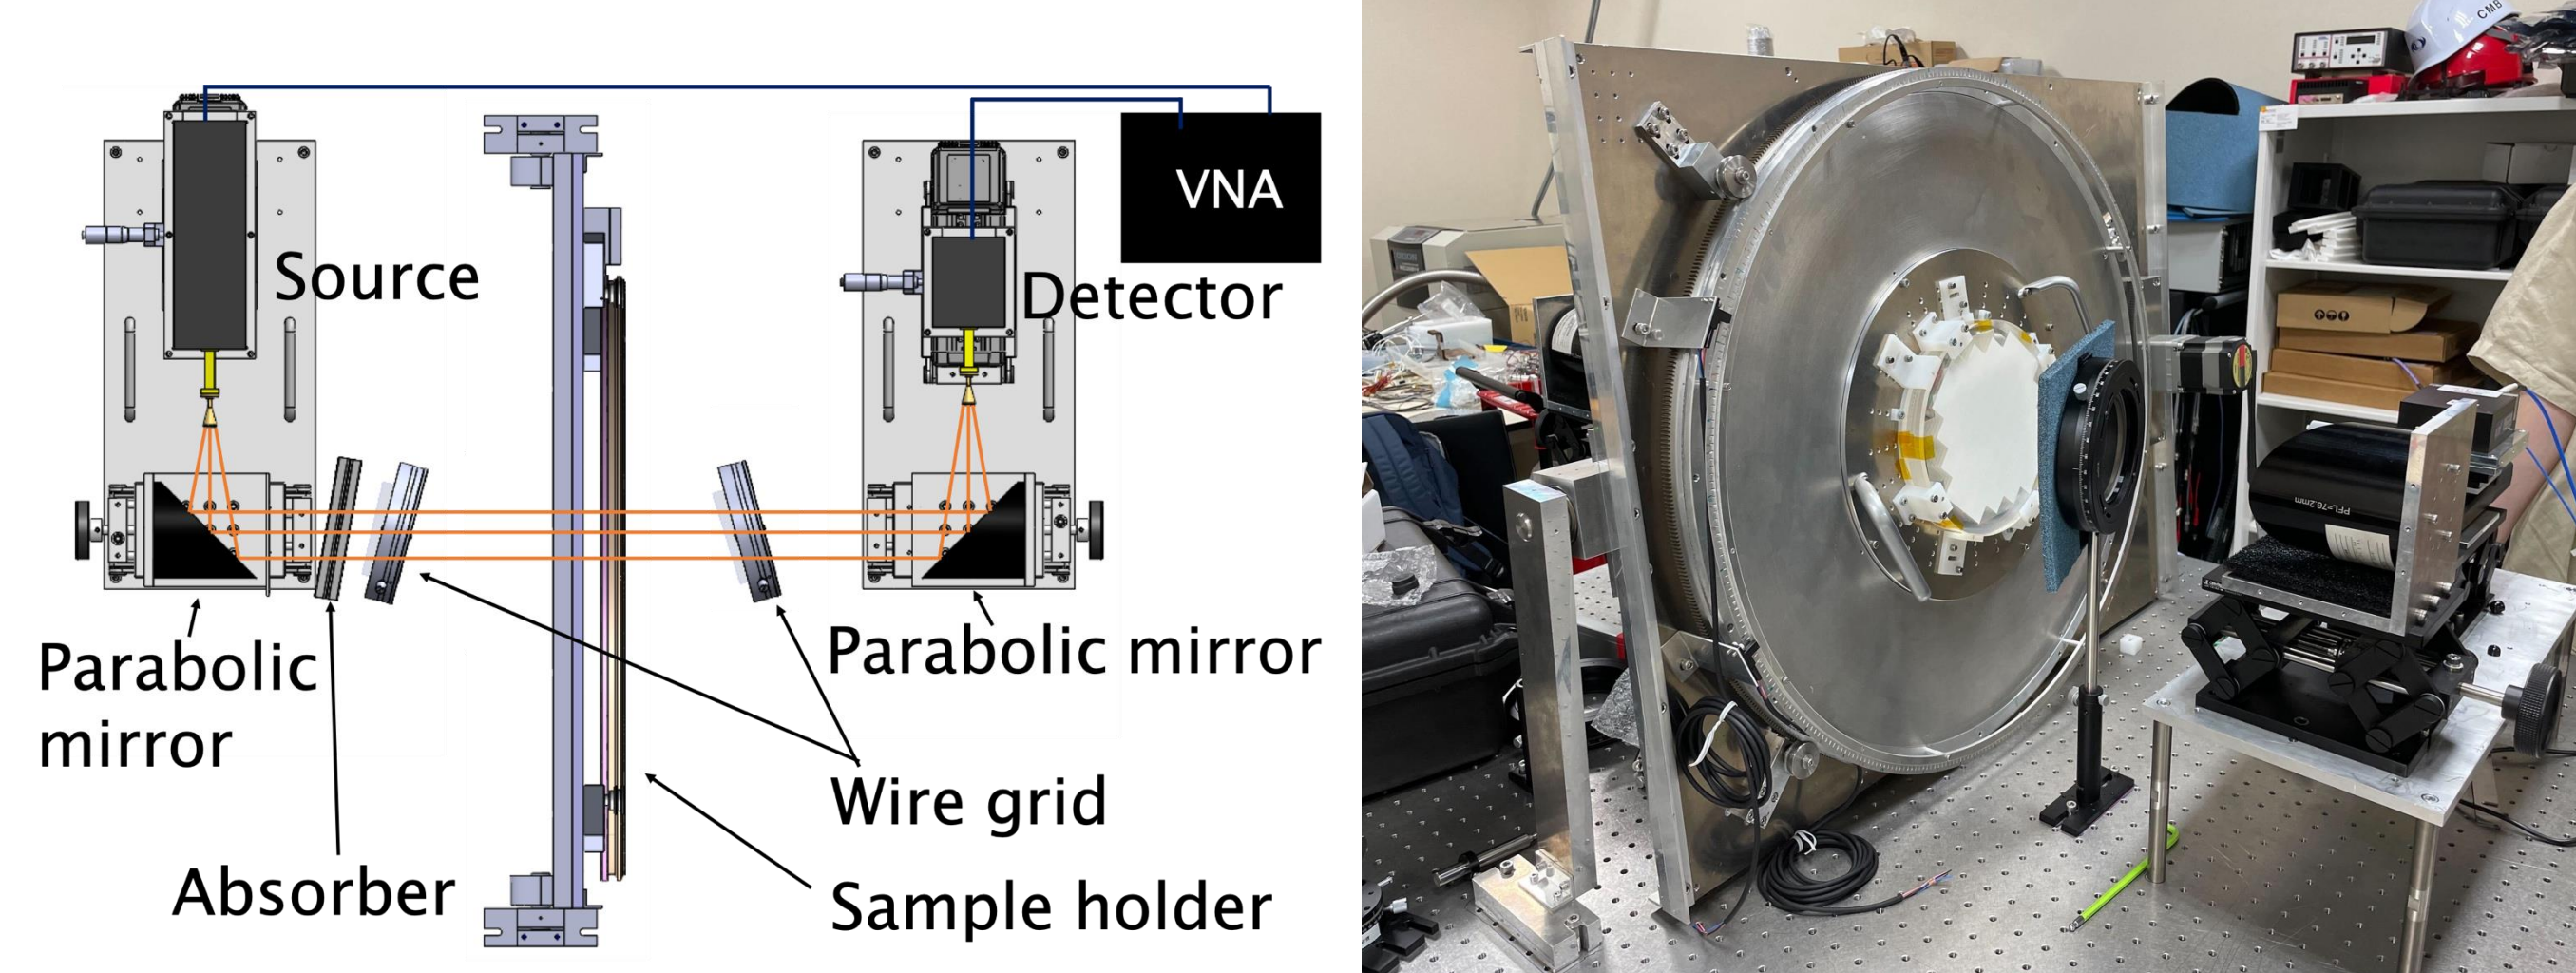 VNA
Source
Detector
Parabolic
mirror
Parabolic mirror
Wire grid
Absorber
Sample holder
CMB
PFL=76.2mm